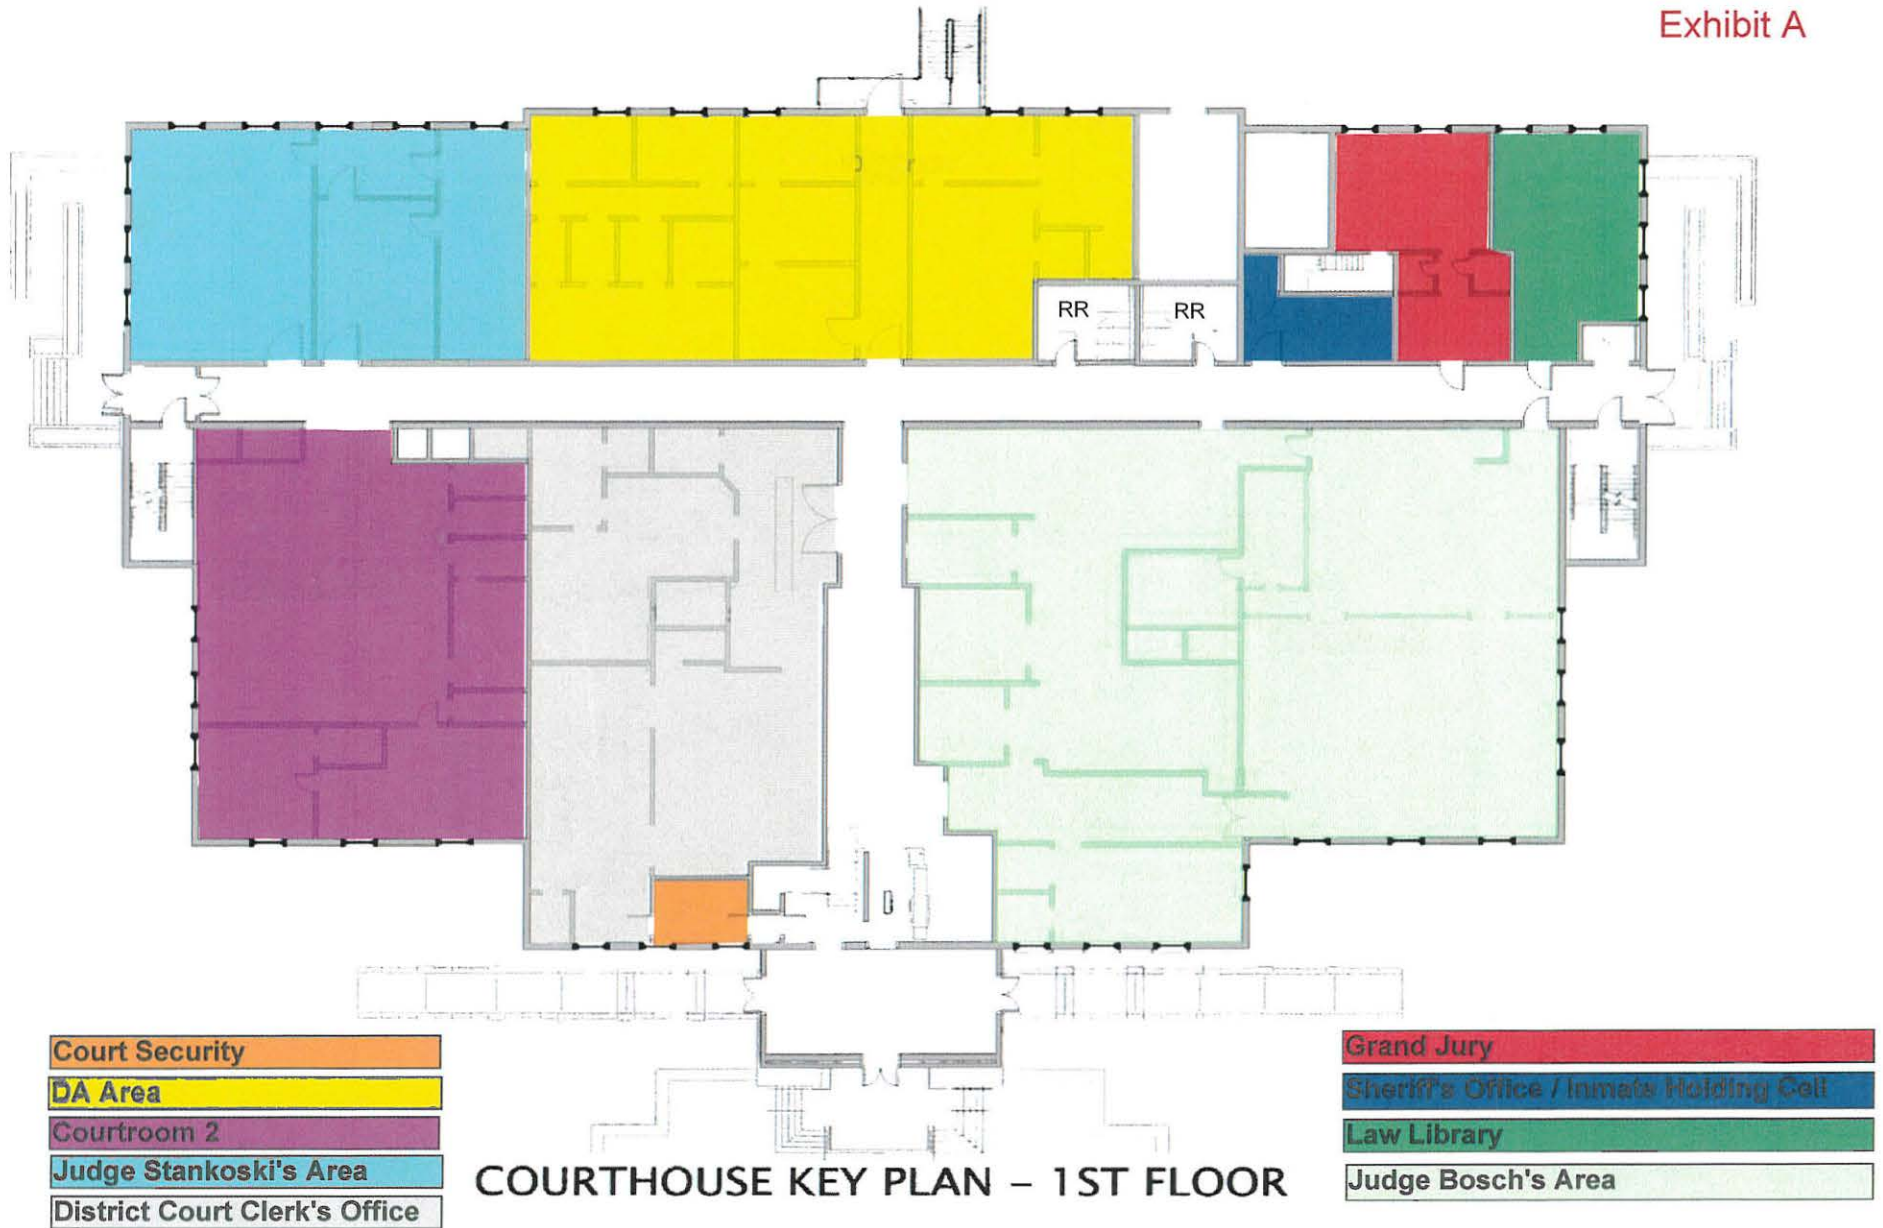 Exhibit A
RR
RR
Court Security
DA Area
Courtroom 2
Judge Stankoski's Area
District Court Clerk's Office
COURTHOUSE KEY PLAN – 1ST FLOOR
Grand Jury
Sheriff's Office / Inmate Holding Cell
Law Library
Judge Bosch's Area